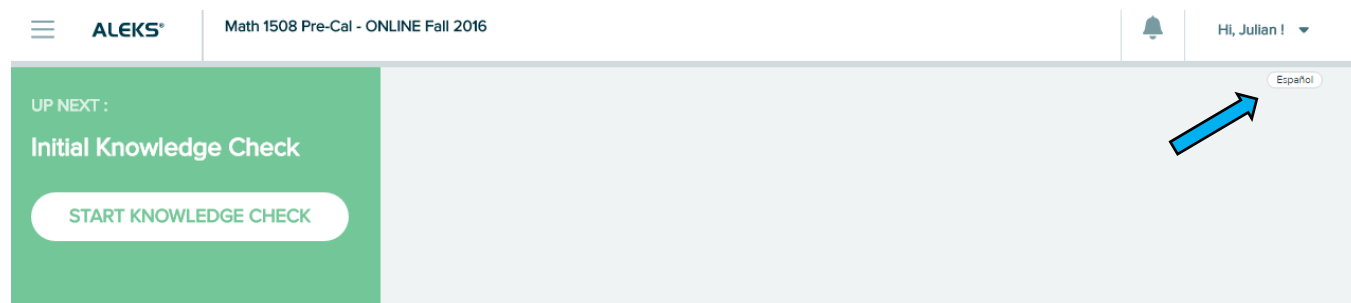 ALEKS®
Math 1508 Pre-Cal - ONLINE Fall 2016
Hi, Julian !
Español
UP NEXT :
Initial Knowledge Check
START KNOWLEDGE CHECK